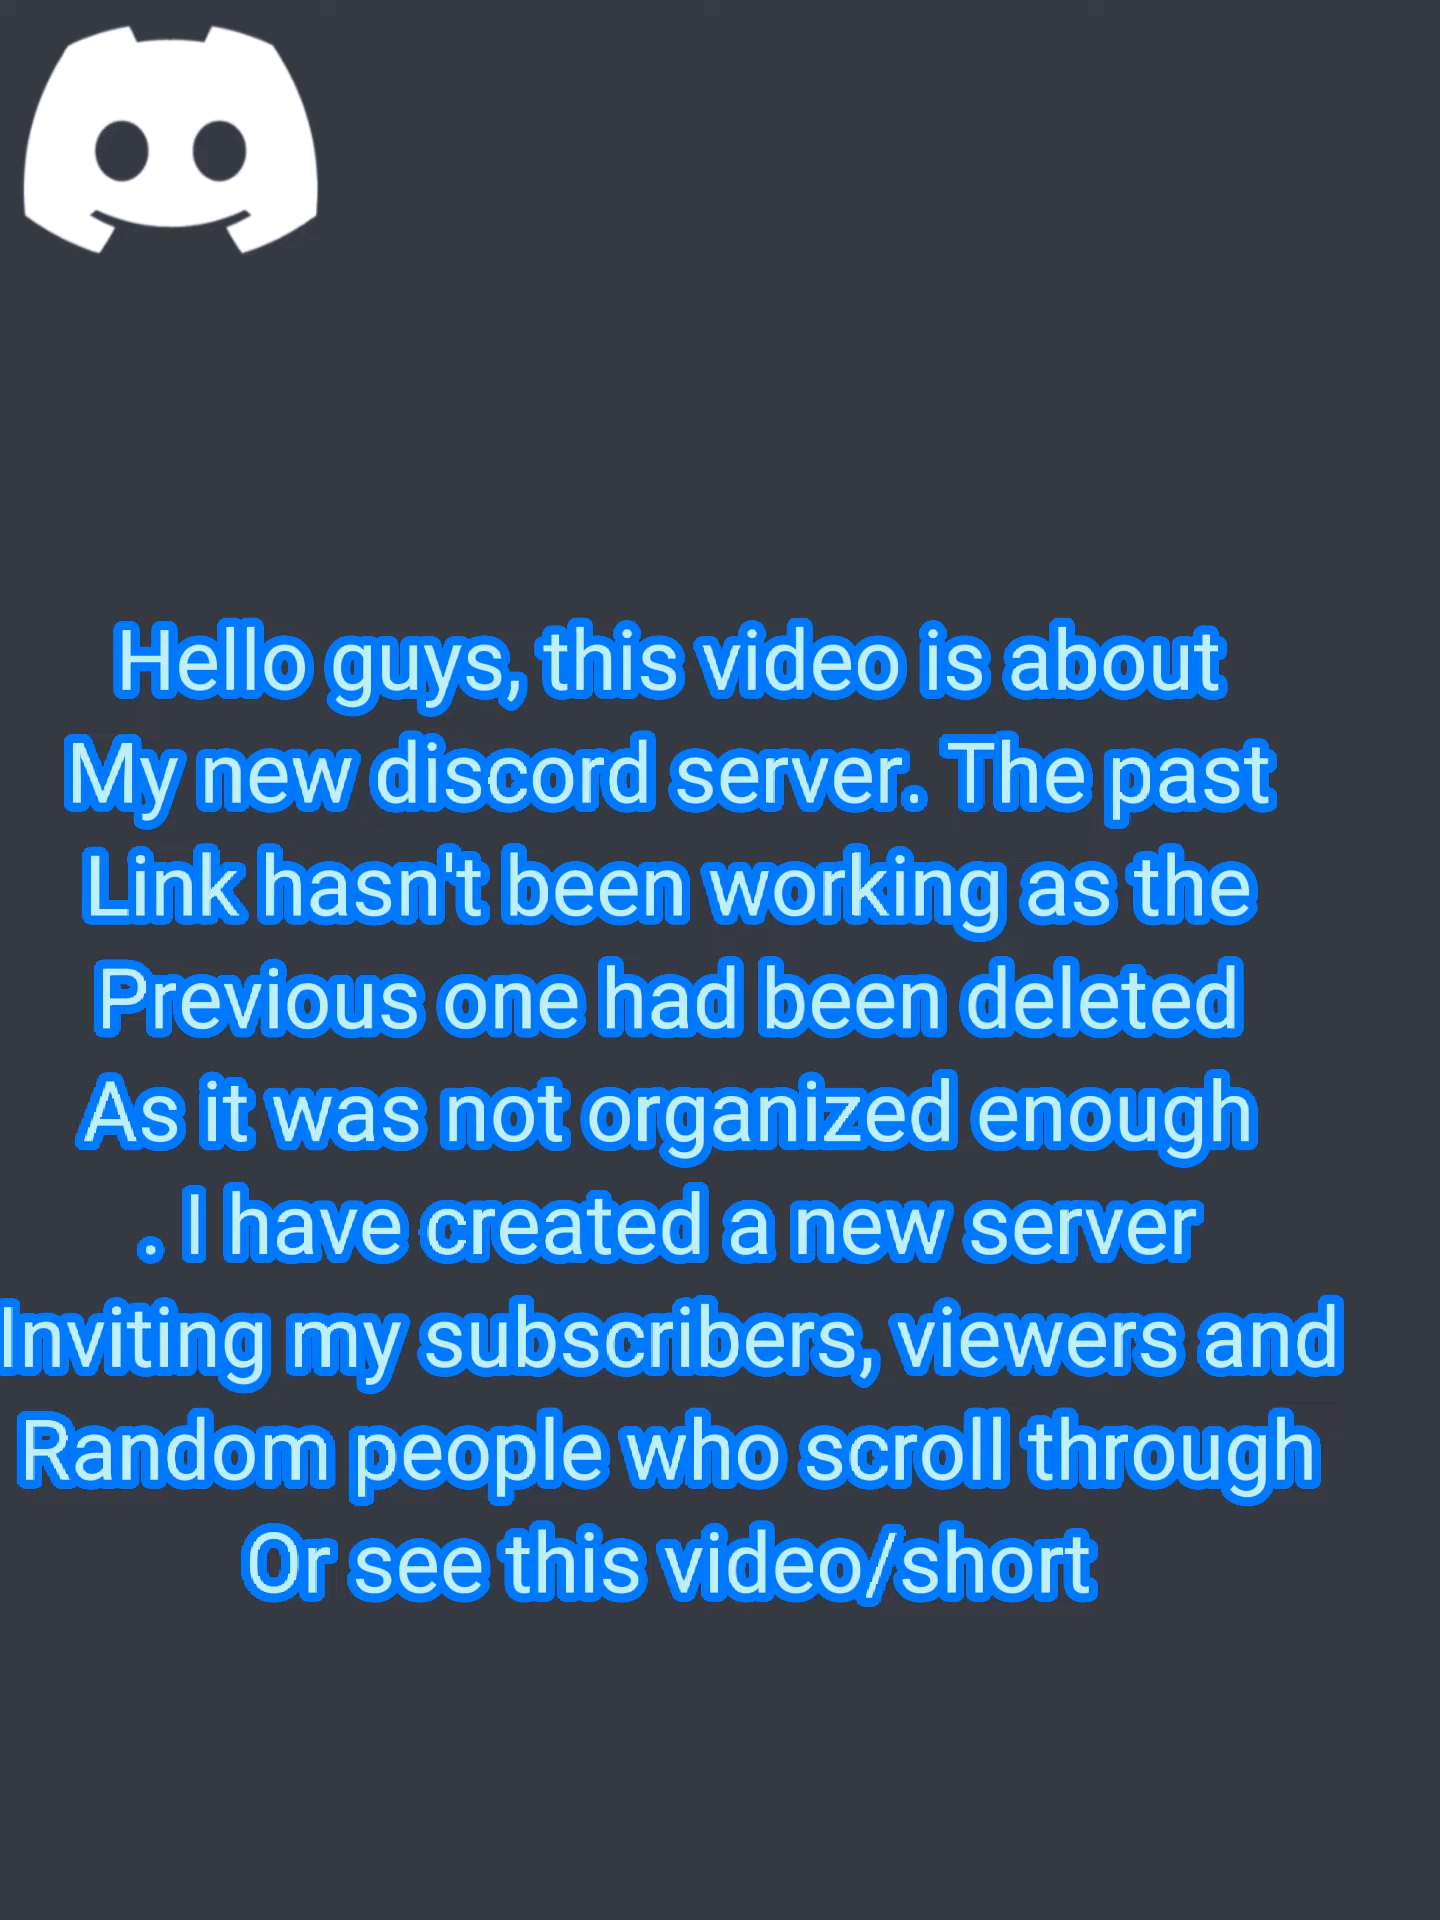 Hello guys, this video is about
My new discord server. The past
Link hasn't been working as the
Previous one had been deleted
As it was not organized enough
. I have created a new server
Inviting my subscribers, viewers and
Random people who scroll through
Or see this video/short